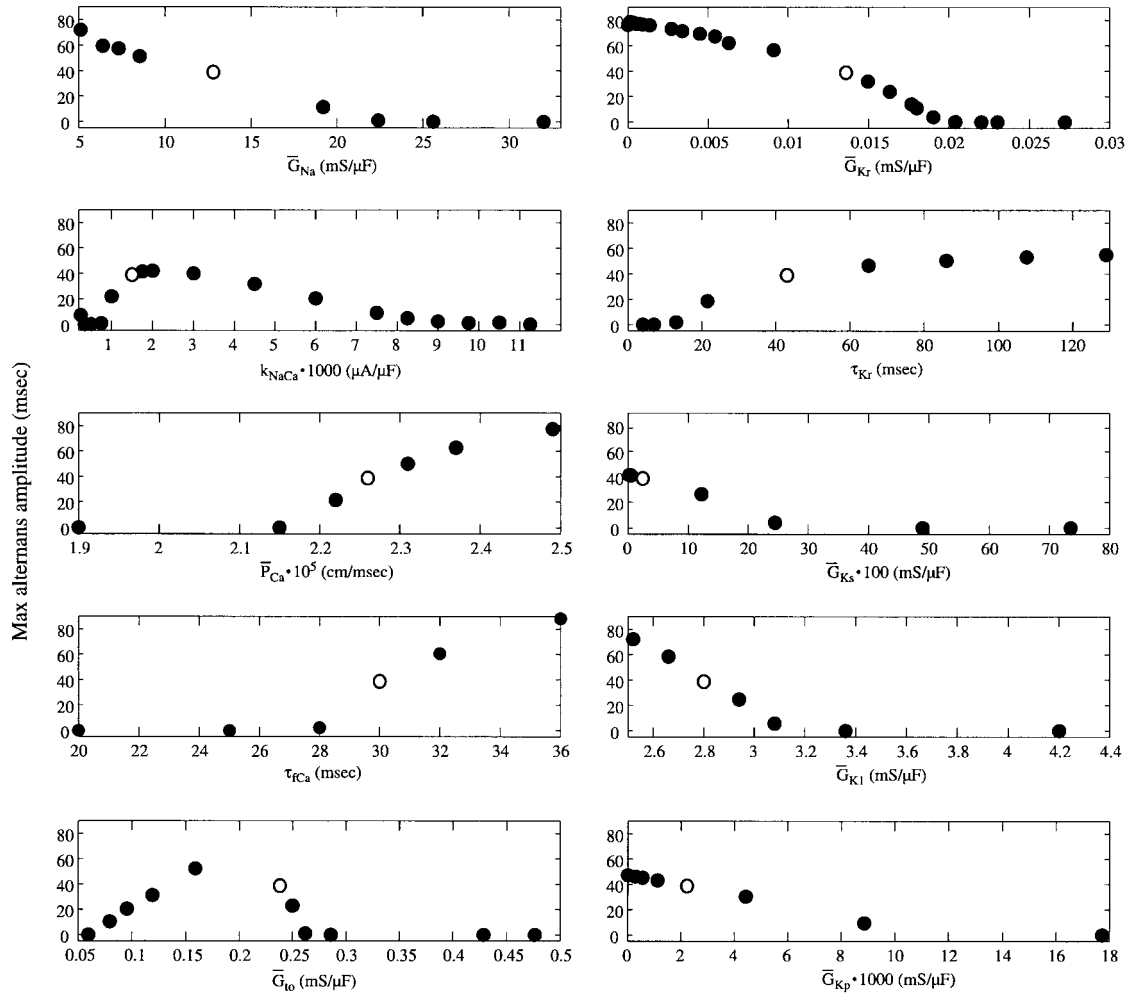 80
60
40
20
0
5 10 15 20 25 30
G̅Na (mS/µF)
80
60
40
20
0
0 0.005 0.01 0.015 0.02 0.025 0.03
G̅Kr (mS/µF)
80
60
40
20
0
1 2 3 4 5 6 7 8 9 10 11
kNaCa • 1000 (µA/µF)
80
60
40
20
0
0 20 40 60 80 100 120
τKr (msec)
Max alternans amplitude (msec)
80
60
40
20
0
1.9 2 2.1 2.2 2.3 2.4 2.5
P̅Ca • 10⁵ (cm/msec)
80
60
40
20
0
0 10 20 30 40 50 60 70 80
G̅Ks • 100 (mS/µF)
80
60
40
20
0
20 22 24 26 28 30 32 34 36
τfCa (msec)
80
60
40
20
0
2.6 2.8 3 3.2 3.4 3.6 3.8 4 4.2 4.4
G̅K1 (mS/µF)
80
60
40
20
0
0.05 0.1 0.15 0.2 0.25 0.3 0.35 0.4 0.45 0.5
G̅to (mS/µF)
80
60
40
20
0
0 2 4 6 8 10 12 14 16 18
G̅Kp • 1000 (mS/µF)